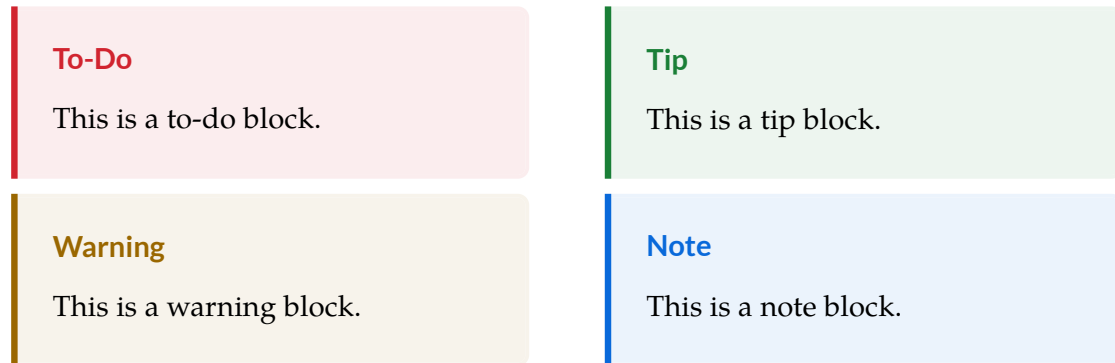 To-Do
This is a to-do block.
Tip
This is a tip block.
Warning
This is a warning block.
Note
This is a note block.